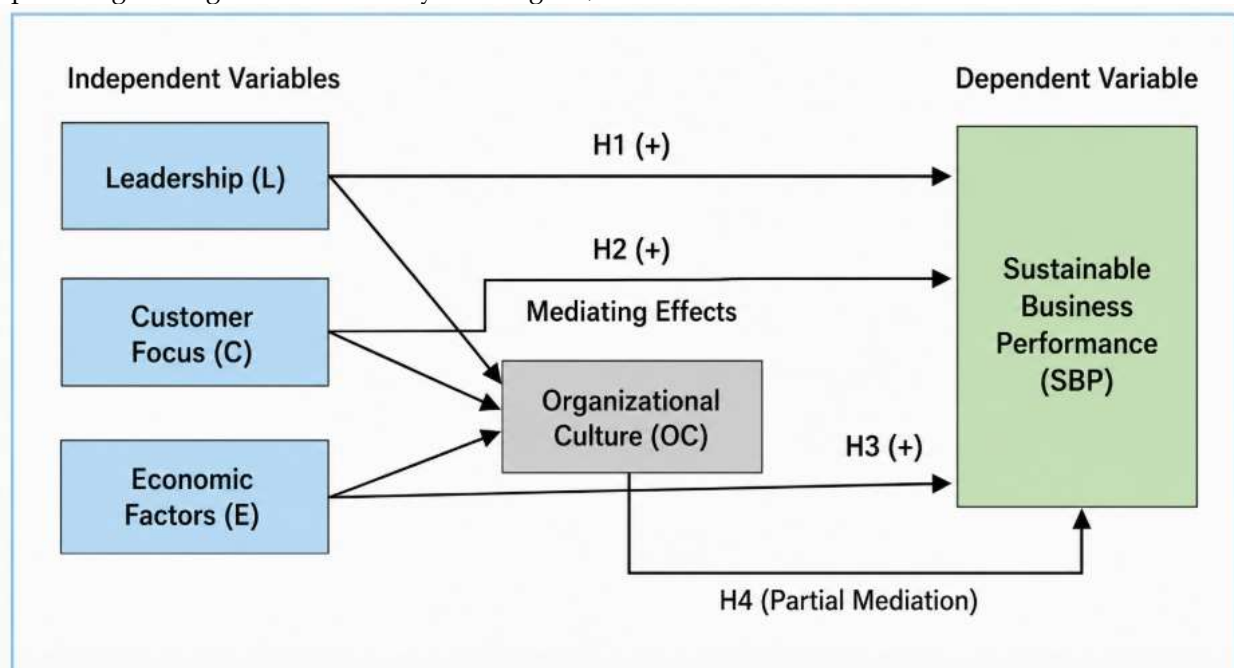 Independent Variables
Dependent Variable
Leadership (L)
H1 (+)
H2 (+)
Customer
Focus (C)
Mediating Effects
Sustainable
Business
Performance
(SBP)
Organizational
Culture (OC)
H3 (+)
Economic
Factors (E)
H4 (Partial Mediation)